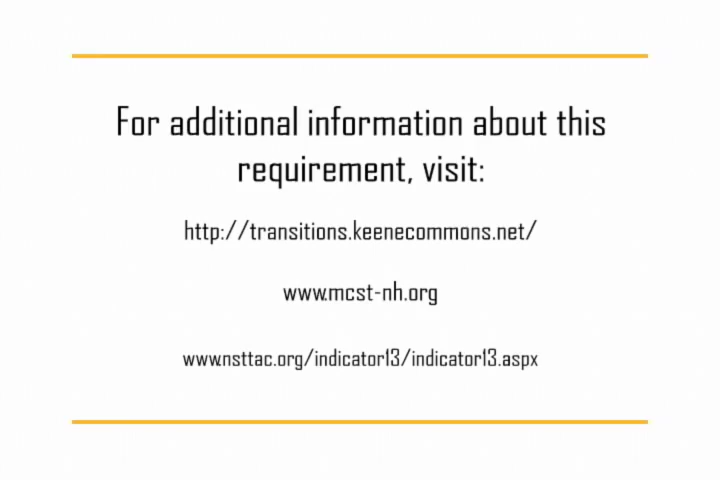 For additional information about this
requirement, visit:
http://transitions.keenecommons.net/
www.mcst-nh.org
www.nsttac.org/indicator13/indicator13.aspx